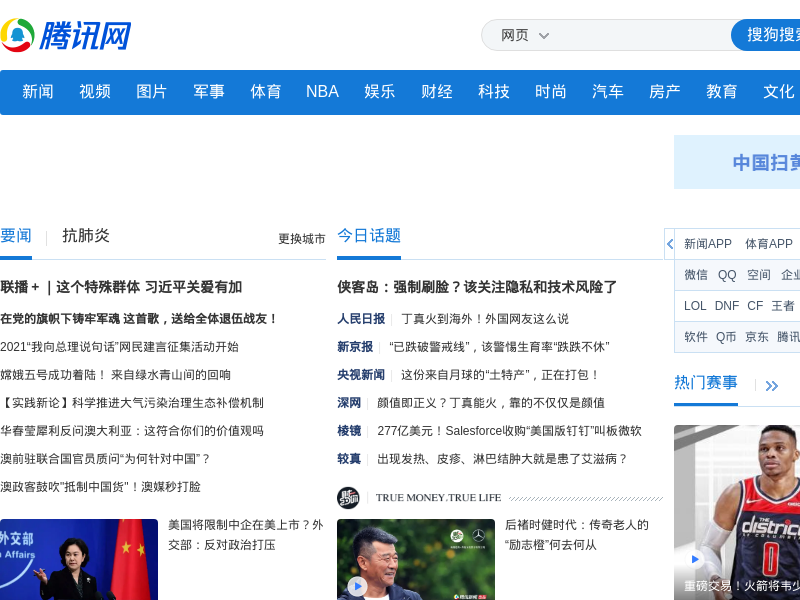 腾讯网
网页
搜狗搜
新闻 视频 图片 军事 体育 NBA 娱乐 财经 科技 时尚 汽车 房产 教育 文化
中国扫黄
要闻 抗肺炎 更换城市
联播+｜这个特殊群体 习近平关爱有加
在党的旗帜下铸牢军魂 这首歌，送给全体退伍战友！
2021“我向总理说句话”网民建言征集活动开始
嫦娥五号成功着陆！ 来自绿水青山间的回响
【实践新论】科学推进大气污染治理生态补偿机制
华春莹犀利反问澳大利亚：这符合你们的价值观吗
澳前驻联合国官员质问“为何针对中国”？
澳政客鼓吹"抵制中国货"！澳媒秒打脸
外交部
Affairs
美国将限制中企在美上市？外
交部：反对政治打压
今日话题
侠客岛：强制刷脸？该关注隐私和技术风险了
人民日报 丁真火到海外！外国网友这么说
新京报 “已跌破警戒线”，该警惕生育率“跌跌不休”
央视新闻 这份来自月球的“土特产”，正在打包！
深网 颜值即正义？丁真能火，靠的不仅仅是颜值
棱镜 277亿美元！Salesforce收购“美国版钉钉”叫板微软
较真 出现发热、皮疹、淋巴结肿大就是患了艾滋病？
TRUE MONEY.TRUE LIFE
后褚时健时代：传奇老人的
“励志橙”何去何从
新闻APP 体育APP
微信 QQ 空间 企业
LOL DNF CF 王者
软件 Q币 京东 腾讯
热门赛事
THE
district
0
重磅交易！火箭将韦少